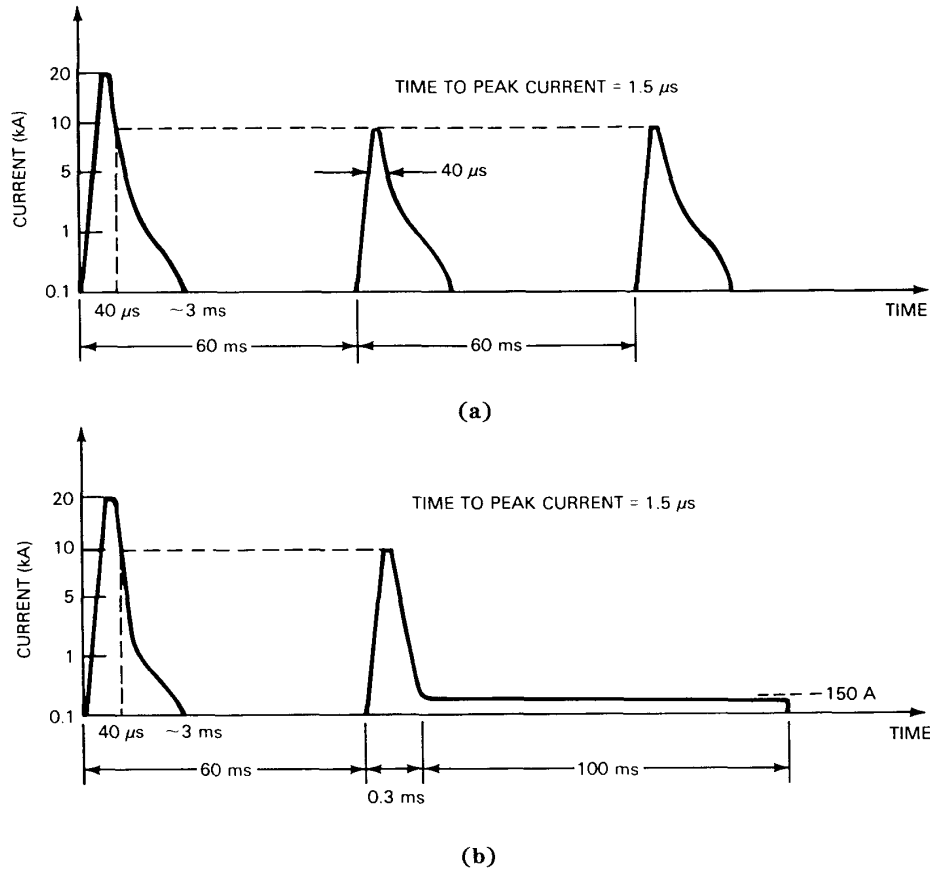 TIME TO PEAK CURRENT = 1.5 µs
CURRENT (kA)
20
10
5
1
0.1
40 µs
40 µs
~3 ms
TIME
60 ms
60 ms
(a)
TIME TO PEAK CURRENT = 1.5 µs
CURRENT (kA)
20
10
5
1
0.1
150 A
40 µs
~3 ms
TIME
60 ms
100 ms
0.3 ms
(b)